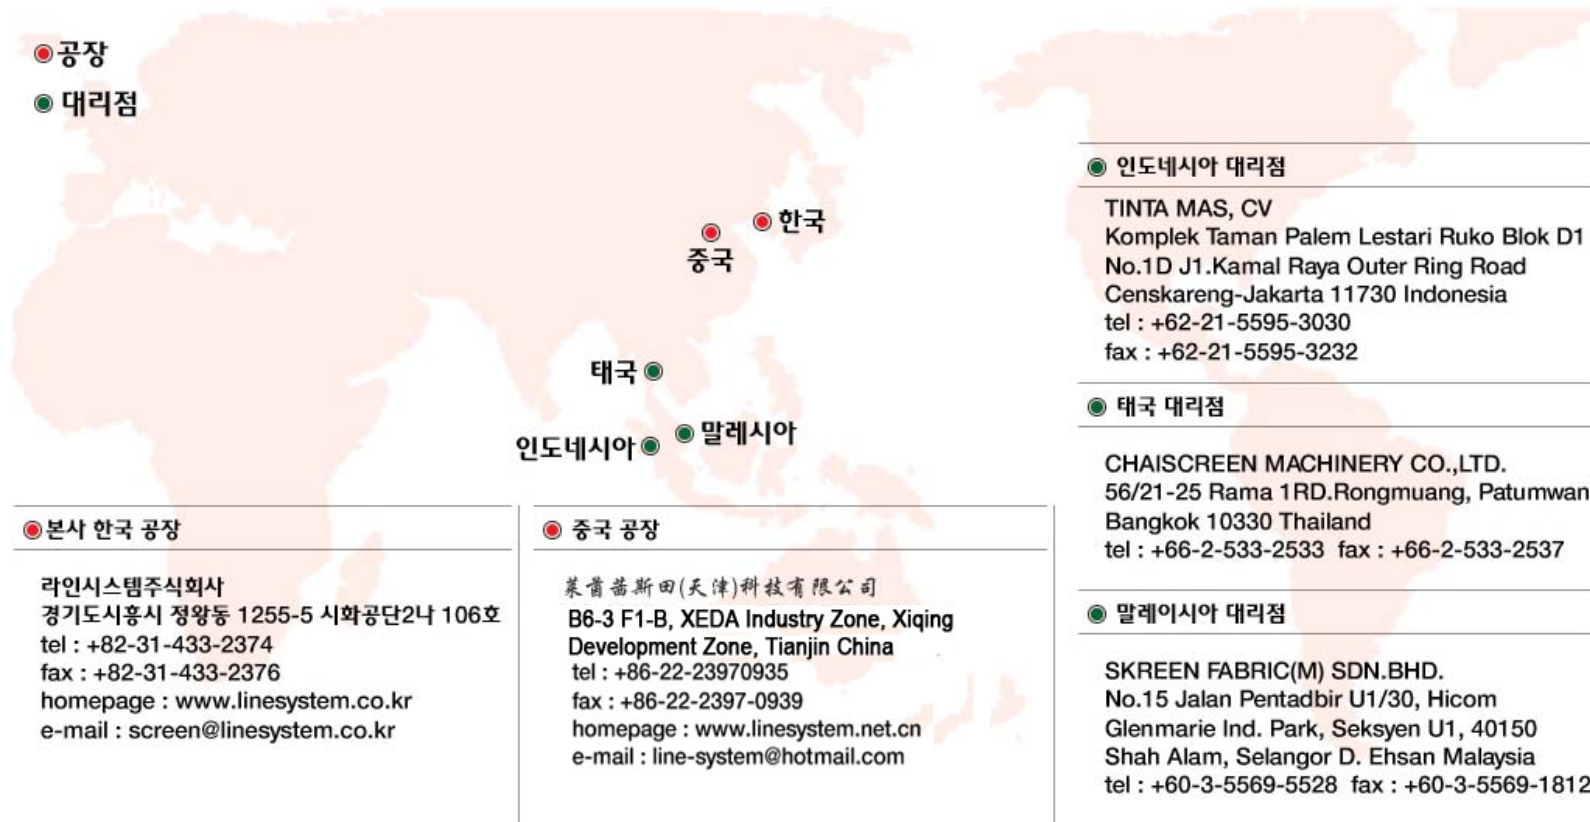 공장
대리점
한국
중국
태국
말레시아
인도네시아
본사 한국 공장
라인시스템주식회사
경기도시흥시 정왕동 1255-5 시화공단2나 106호
tel : +82-31-433-2374
fax : +82-31-433-2376
homepage : www.linesystem.co.kr
e-mail : screen@linesystem.co.kr
중국 공장
莱茵茜斯田(天津)科技有限公司
B6-3 F1-B, XEDA Industry Zone, Xiqing
Development Zone, Tianjin China
tel : +86-22-23970935
fax : +86-22-2397-0939
homepage : www.linesystem.net.cn
e-mail : line-system@hotmail.com
인도네시아 대리점
TINTA MAS, CV
Komplek Taman Palem Lestari Ruko Blok D1
No.1D J1.Kamal Raya Outer Ring Road
Censkareng-Jakarta 11730 Indonesia
tel : +62-21-5595-3030
fax : +62-21-5595-3232
태국 대리점
CHAISCREEN MACHINERY CO.,LTD.
56/21-25 Rama 1RD.Rongmuang, Patumwan
Bangkok 10330 Thailand
tel : +66-2-533-2533 fax : +66-2-533-2537
말레이시아 대리점
SKREEN FABRIC(M) SDN.BHD.
No.15 Jalan Pentadbir U1/30, Hicom
Glenmarie Ind. Park, Seksyen U1, 40150
Shah Alam, Selangor D. Ehsan Malaysia
tel : +60-3-5569-5528 fax : +60-3-5569-1812